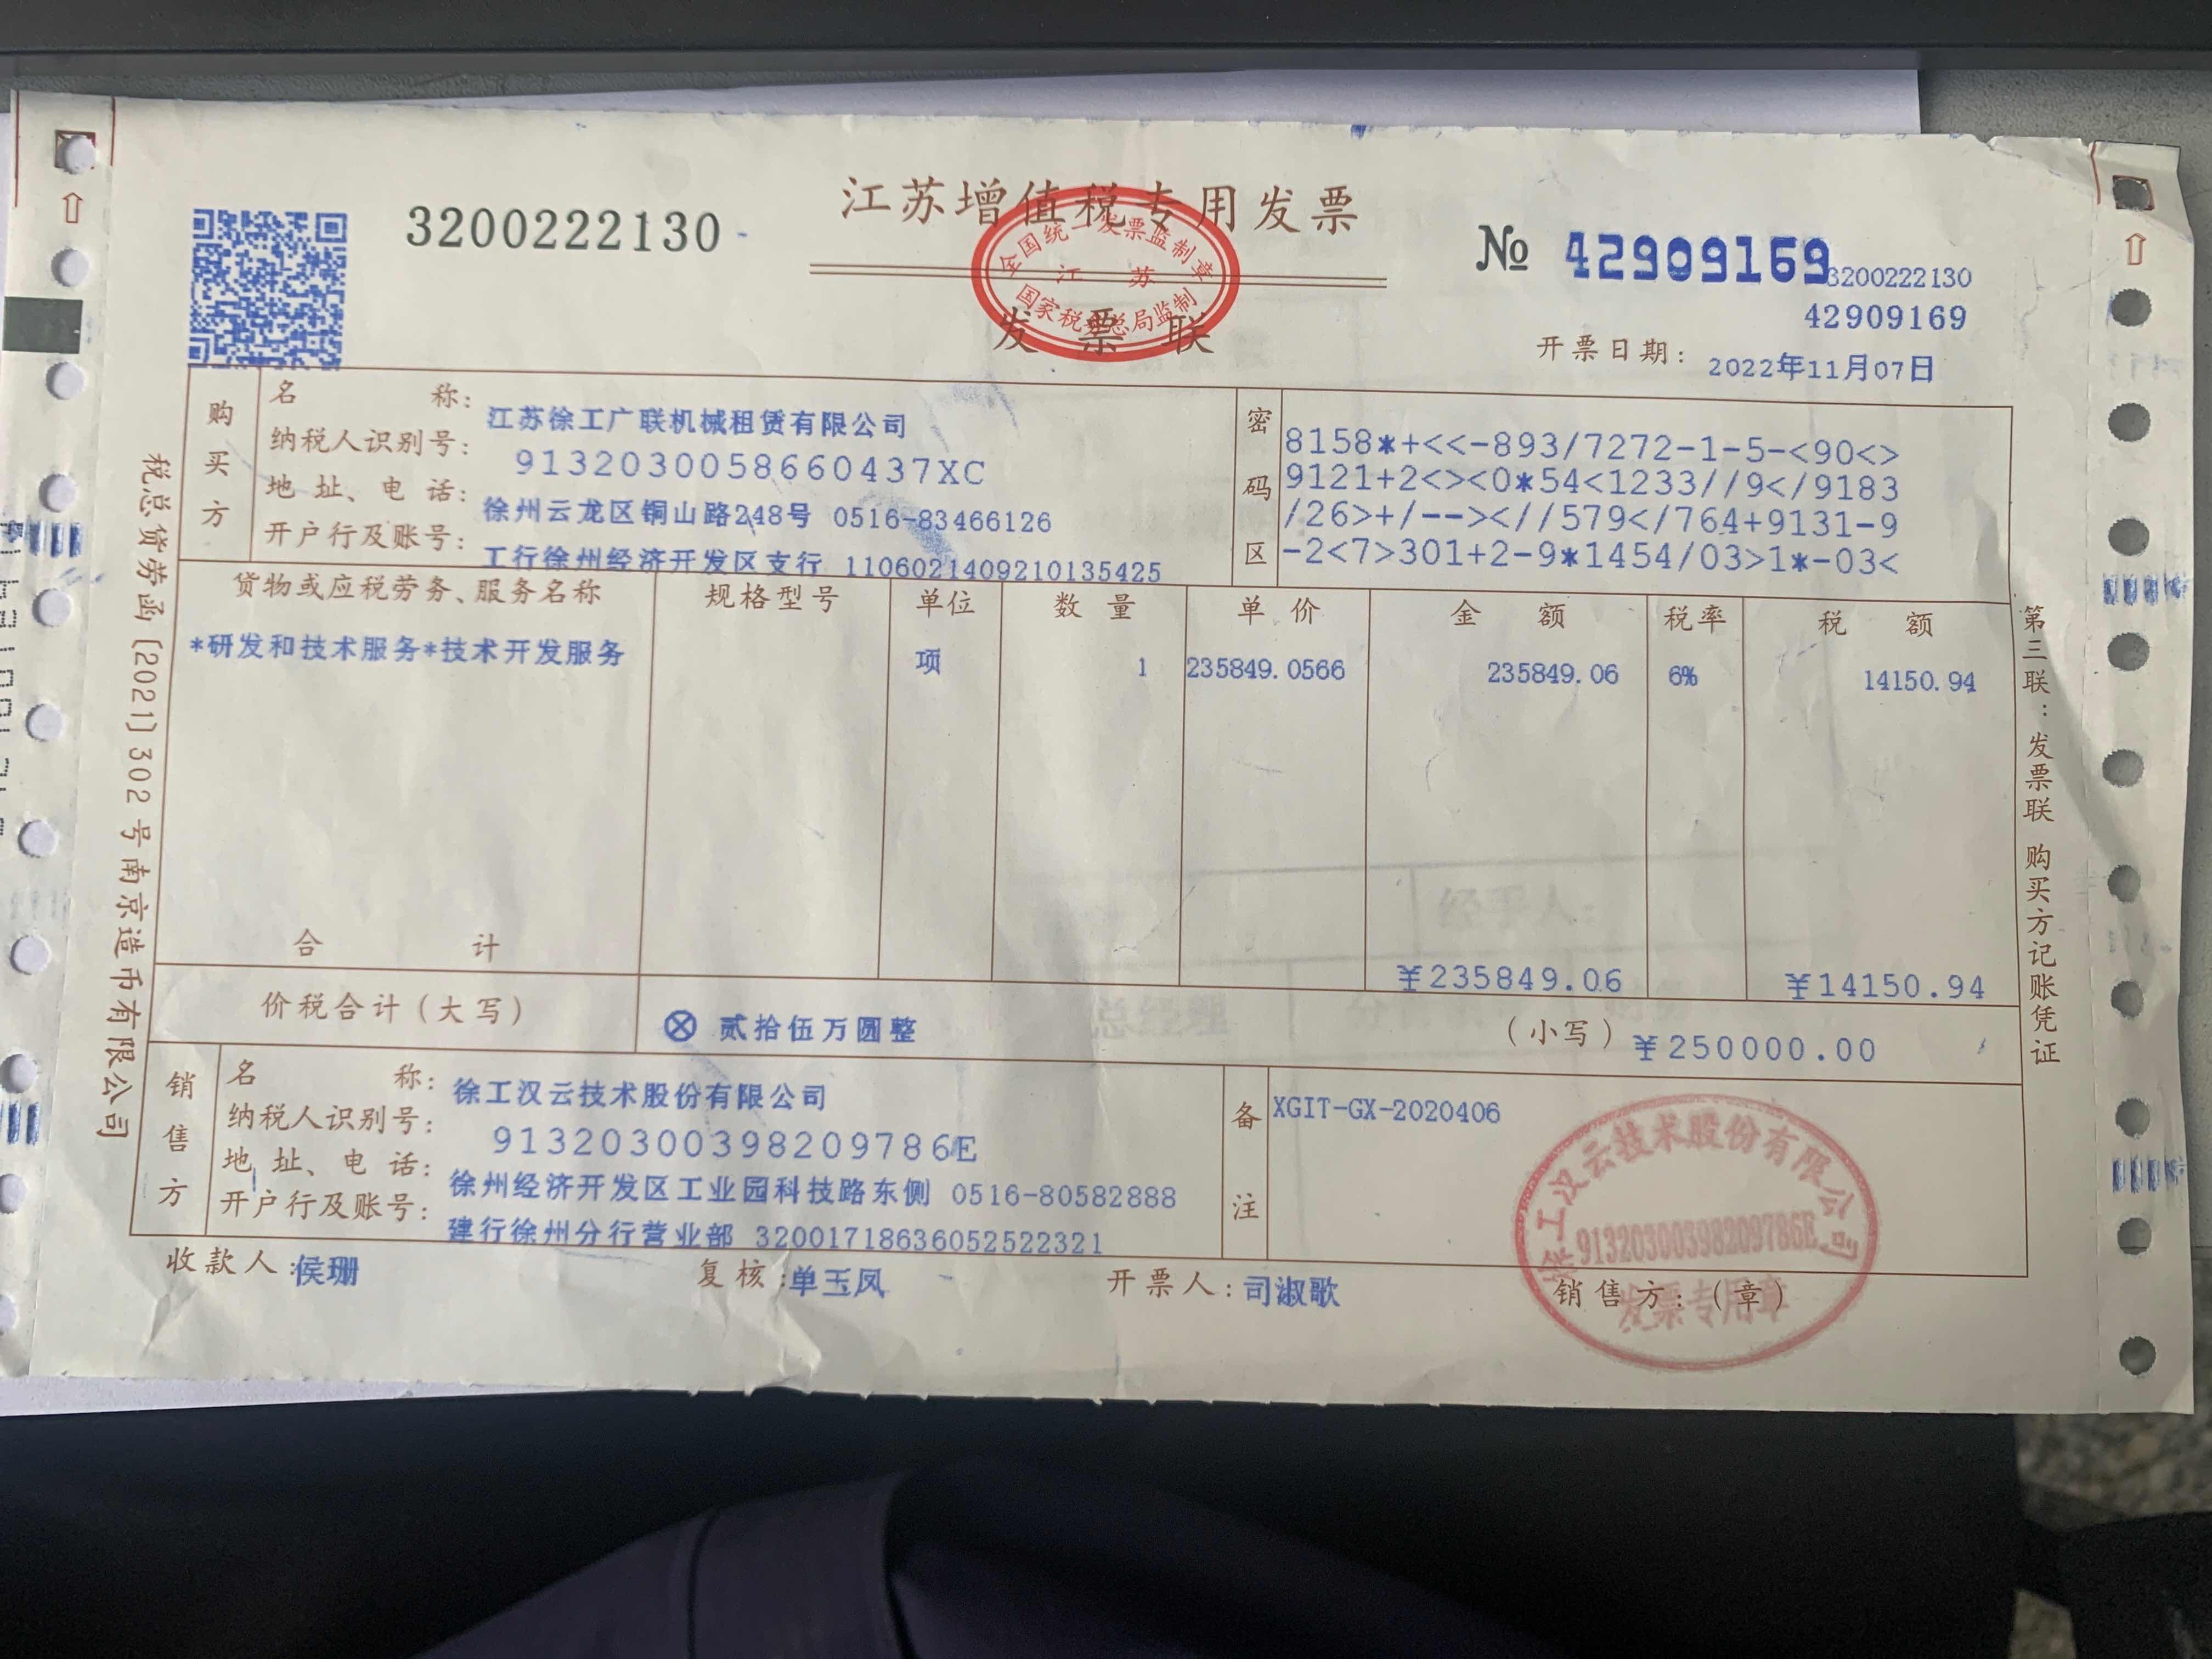 江苏增值税专用发票
3200222130
№ 42909169
3200222130
42909169
全国统一发票监制章
江 苏
国家税务总局监制
发票联
开票日期: 2022年11月07日
购买方
名 称: 江苏徐工广联机械租赁有限公司
纳税人识别号: 9132030058660437XC
地 址、电 话: 徐州云龙区铜山路248号 0516-83466126
开户行及账号: 工行徐州经济开发区支行 1106021409210135425
密码区
8158*+<<-893/7272-1-5-<90<>
9121+2<><0*54<1233//9</9183
/26>+/--><//579</764+9131-9
-2<7>301+2-9*1454/03>1*-03<
货物或应税劳务、服务名称 规格型号 单位 数 量 单 价 金 额 税率 税 额
*研发和技术服务*技术开发服务 项 1 235849.0566 235849.06 6% 14150.94
合 计 ¥235849.06 ¥14150.94
价税合计(大写) ⊗ 贰拾伍万圆整 (小写) ¥250000.00
销售方
名 称: 徐工汉云技术股份有限公司
纳税人识别号: 91320300398209786E
地 址、电 话: 徐州经济开发区工业园科技路东侧 0516-80582888
开户行及账号: 建行徐州分行营业部 32001718636052522321
备注
XGIT-GX-2020406
徐工汉云技术股份有限公司
91320300398209786E
发票专用章
收款人:侯珊 复核:单玉凤 开票人:司淑歌 销售方:(章)
税总货劳函〔2021〕302号南京造币有限公司
第三联:发票联 购买方记账凭证
经手人:
总经理